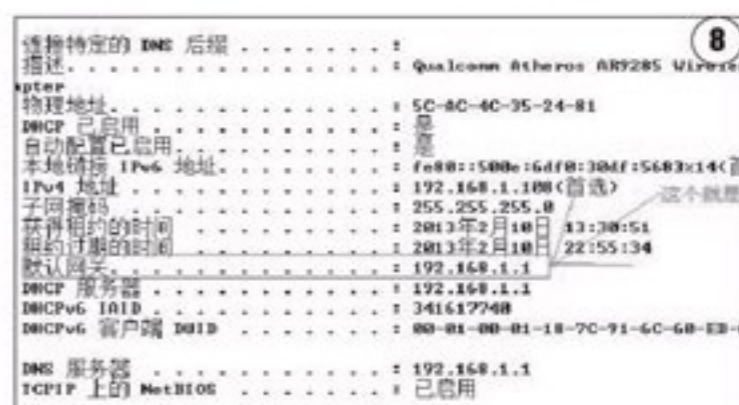 8
连接特定的 DNS 后缀 . . . . . . . :
描述. . . . . . . . . . . . . . . : Qualcomm Atheros AR9285 Wireless
apter
物理地址. . . . . . . . . . . . . : 5C-AC-4C-35-24-81
DHCP 已启用 . . . . . . . . . . . : 是
自动配置已启用. . . . . . . . . . : 是
本地链接 IPv6 地址. . . . . . . . : fe80::500e:6df0:30df:5683%14(首
IPv4 地址 . . . . . . . . . . . . : 192.168.1.108(首选)
这个就是
子网掩码 . . . . . . . . . . . . : 255.255.255.0
获得租约的时间 . . . . . . . . . : 2013年2月10日 13:30:51
租约过期的时间 . . . . . . . . . : 2013年2月10日 22:55:34
默认网关. . . . . . . . . . . . . : 192.168.1.1
DHCP 服务器 . . . . . . . . . . . : 192.168.1.1
DHCPv6 IAID . . . . . . . . . . . : 341617740
DHCPv6 客户端 DUID . . . . . . . : 00-01-00-01-18-7C-91-6C-60-EB-
DNS 服务器 . . . . . . . . . . . : 192.168.1.1
TCPIP 上的 NetBIOS . . . . . . . : 已启用